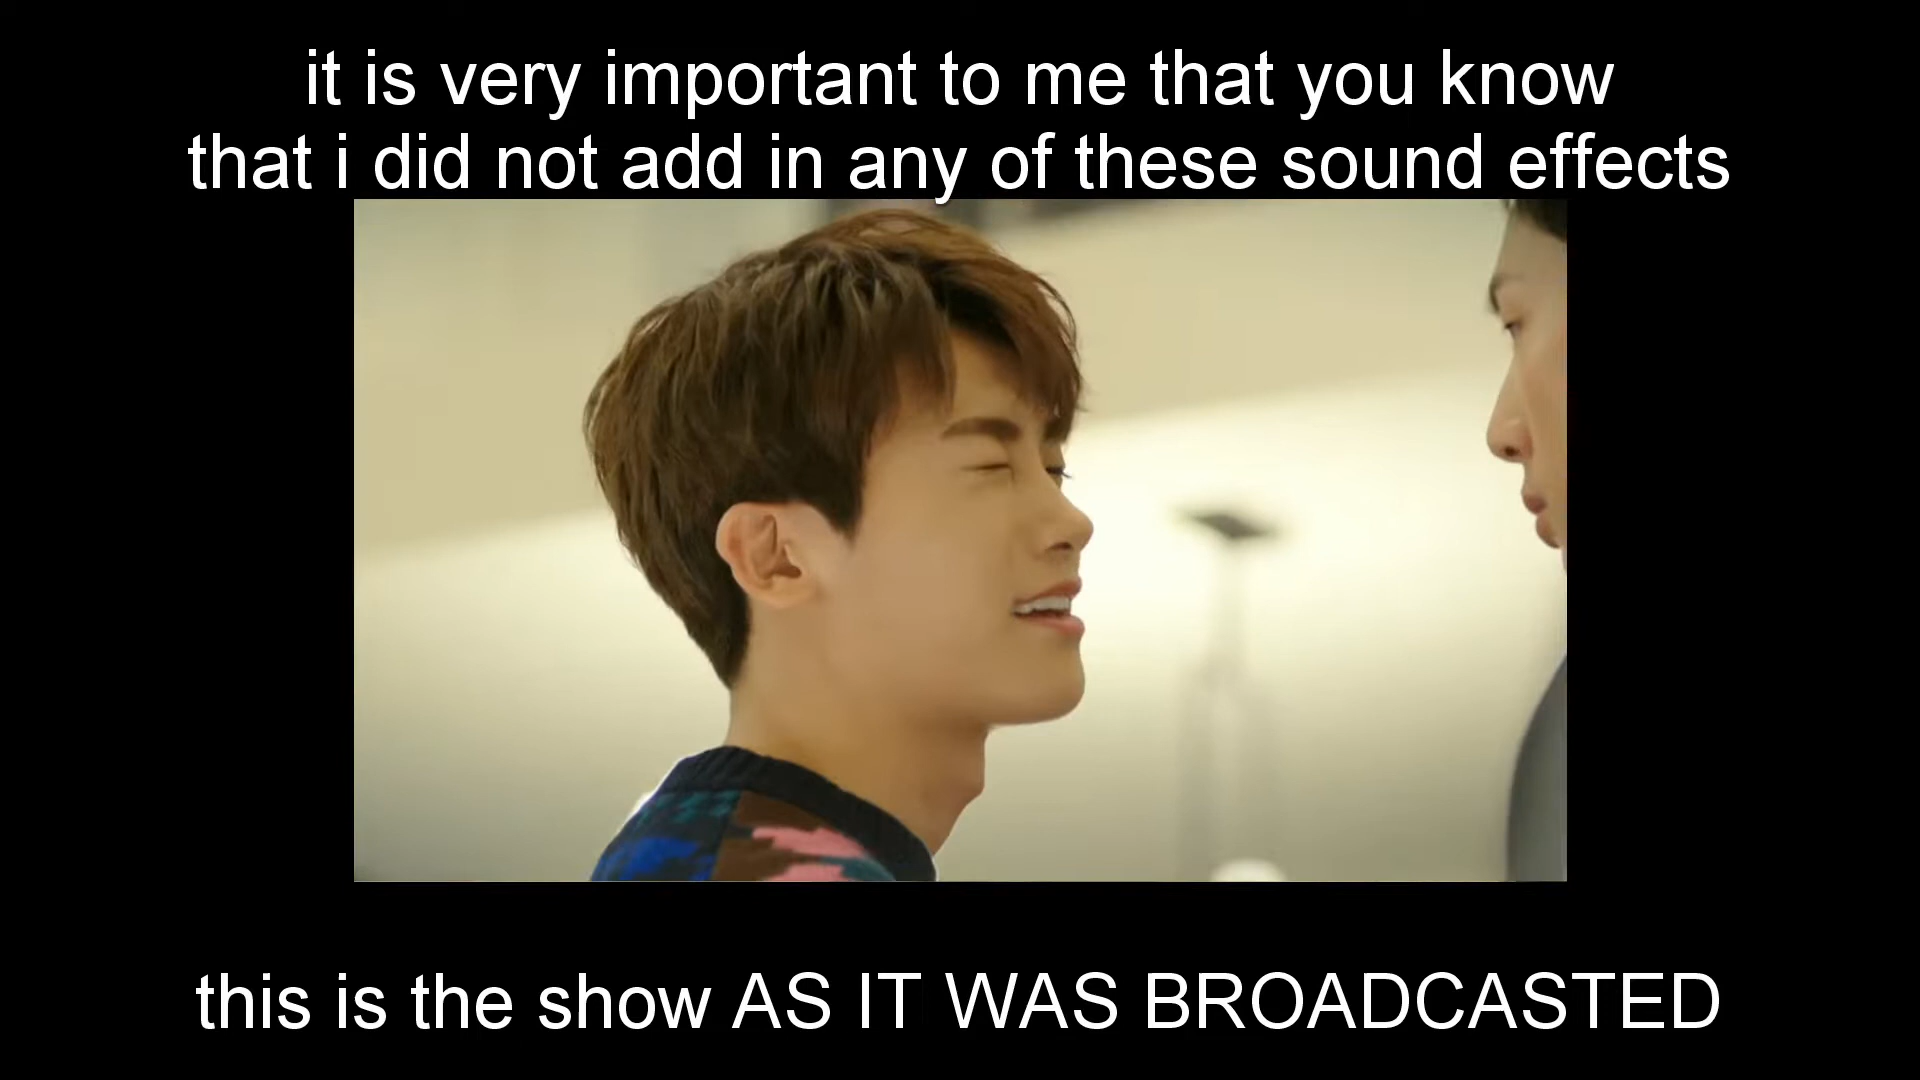 it is very important to me that you know
that i did not add in any of these sound effects
this is the show AS IT WAS BROADCASTED